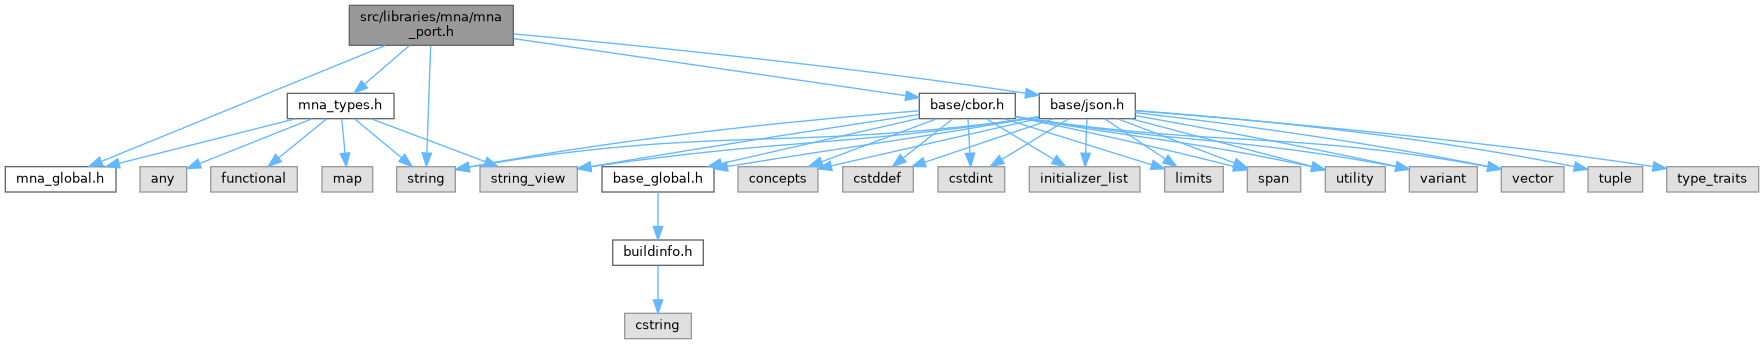 src/libraries/mna/mna
_port.h
mna_types.h
base/cbor.h
base/json.h
mna_global.h
any
functional
map
string
string_view
base_global.h
concepts
cstddef
cstdint
initializer_list
limits
span
utility
variant
vector
tuple
type_traits
buildinfo.h
cstring